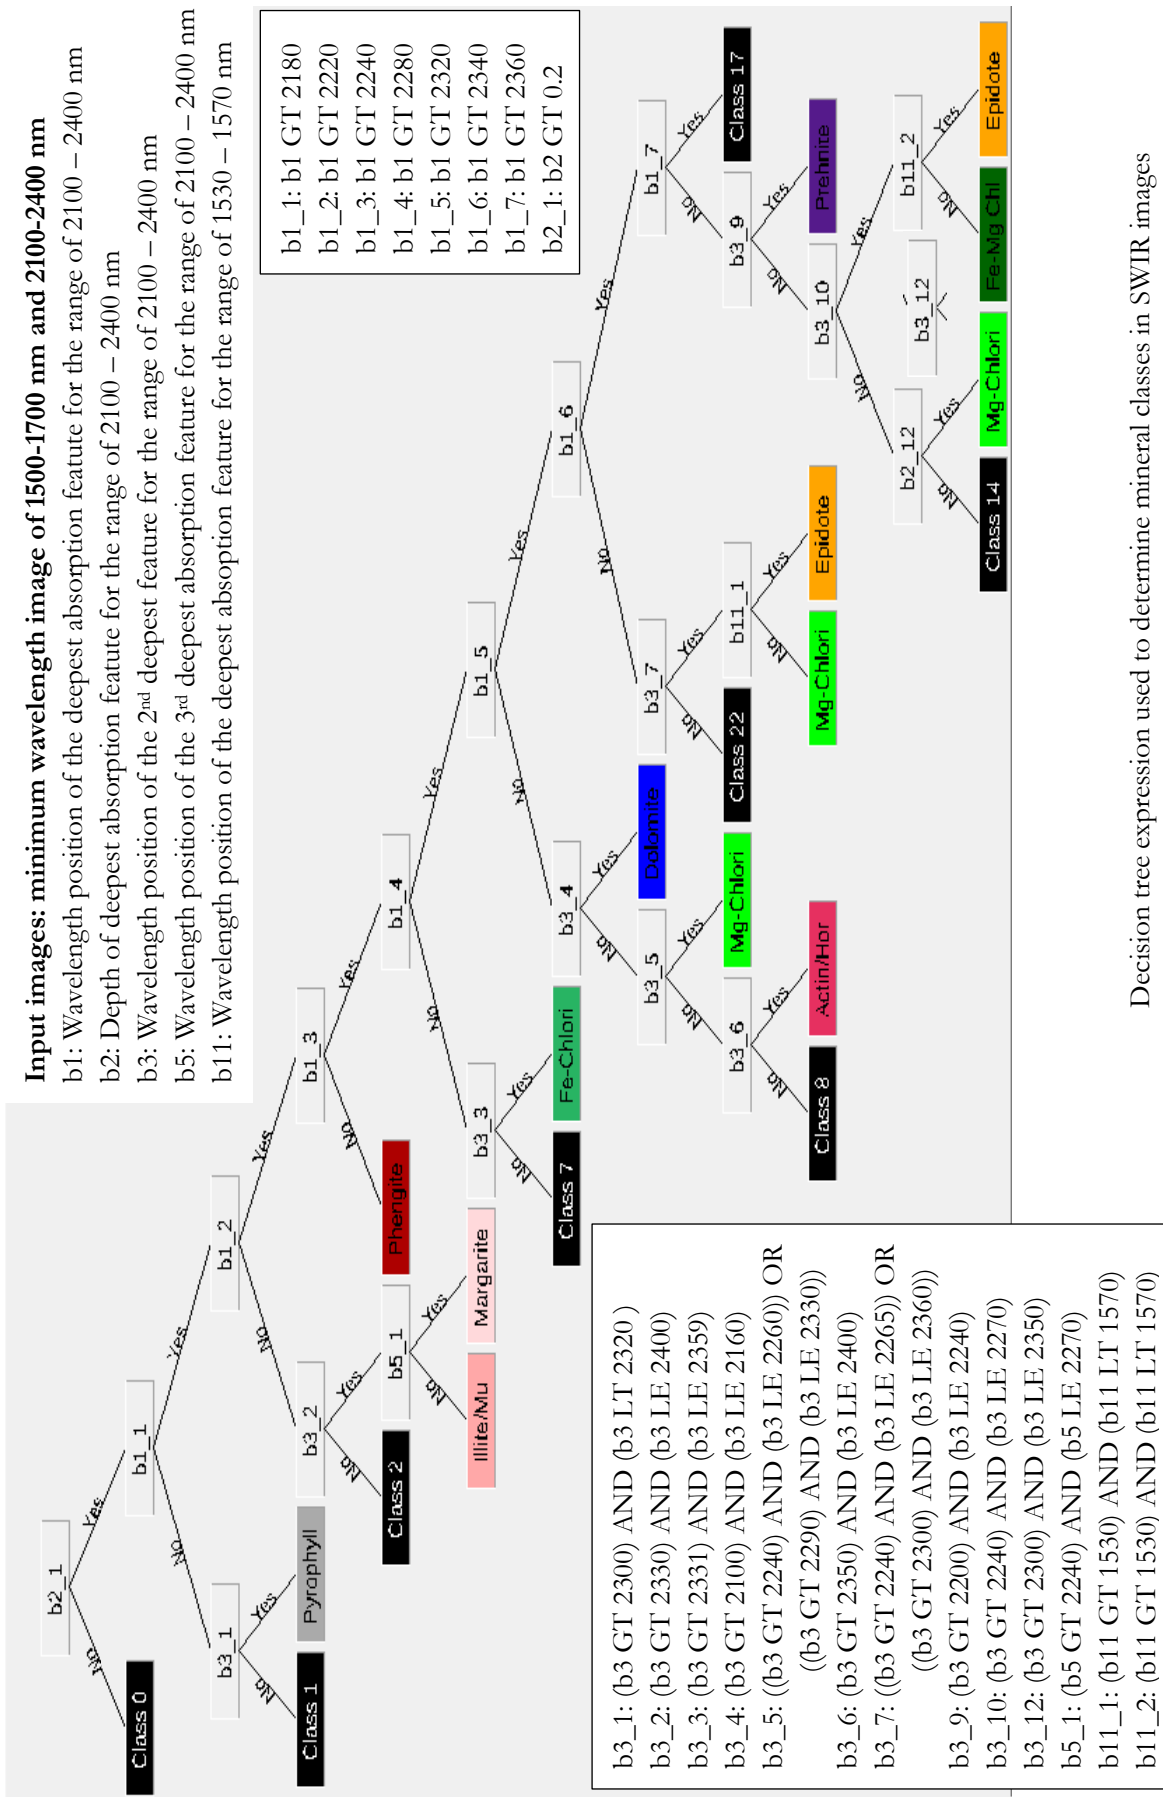 Input images: minimum wavelength image of 1500-1700 nm and 2100-2400 nm
b1: Wavelength position of the deepest absorption featute for the range of 2100 – 2400 nm
b2: Depth of deepest absorption featute for the range of 2100 – 2400 nm
b3: Wavelength position of the 2nd deepest feature for the range of 2100 – 2400 nm
b5: Wavelength position of the 3rd deepest absorption feature for the range of 2100 – 2400 nm
b11: Wavelength position of the deepest absoption feature for the range of 1530 – 1570 nm
b1_1: b1 GT 2180
b1_2: b1 GT 2220
b1_3: b1 GT 2240
b1_4: b1 GT 2280
b1_5: b1 GT 2320
b1_6: b1 GT 2340
b1_7: b1 GT 2360
b2_1: b2 GT 0.2
b2_1
No Yes
Class 0 b1_1
No Yes
b3_1 b1_2
No Yes No Yes
Class 1 Pyrophyll b3_2 b1_3
No Yes No Yes
Class 2 b5_1 Phengite b1_4
No Yes No Yes
Illite/Mu Margarite b3_3 b1_5
No Yes No Yes
Class 7 Fe-Chlori b3_4 b1_6
No Yes No Yes
b3_5 Dolomite b3_7 b1_7
No Yes No Yes No Yes
b3_6 Mg-Chlori Class 22 b11_1 b3_9 Class 17
No Yes No Yes No Yes
Class 8 Actin/Hor Mg-Chlori Epidote b3_10 Prehnite
No Yes
b2_12 b3_12 b11_2
No Yes No Yes
Class 14 Mg-Chlori Fe-Mg Chl Epidote
b3_1: (b3 GT 2300) AND (b3 LT 2320 )
b3_2: (b3 GT 2330) AND (b3 LE 2400)
b3_3: (b3 GT 2331) AND (b3 LE 2359)
b3_4: (b3 GT 2100) AND (b3 LE 2160)
b3_5: ((b3 GT 2240) AND (b3 LE 2260)) OR
((b3 GT 2290) AND (b3 LE 2330))
b3_6: (b3 GT 2350) AND (b3 LE 2400)
b3_7: ((b3 GT 2240) AND (b3 LE 2265)) OR
((b3 GT 2300) AND (b3 LE 2360))
b3_9: (b3 GT 2200) AND (b3 LE 2240)
b3_10: (b3 GT 2240) AND (b3 LE 2270)
b3_12: (b3 GT 2300) AND (b3 LE 2350)
b5_1: (b5 GT 2240) AND (b5 LE 2270)
b11_1: (b11 GT 1530) AND (b11 LT 1570)
b11_2: (b11 GT 1530) AND (b11 LT 1570)
Decision tree expression used to determine mineral classes in SWIR images